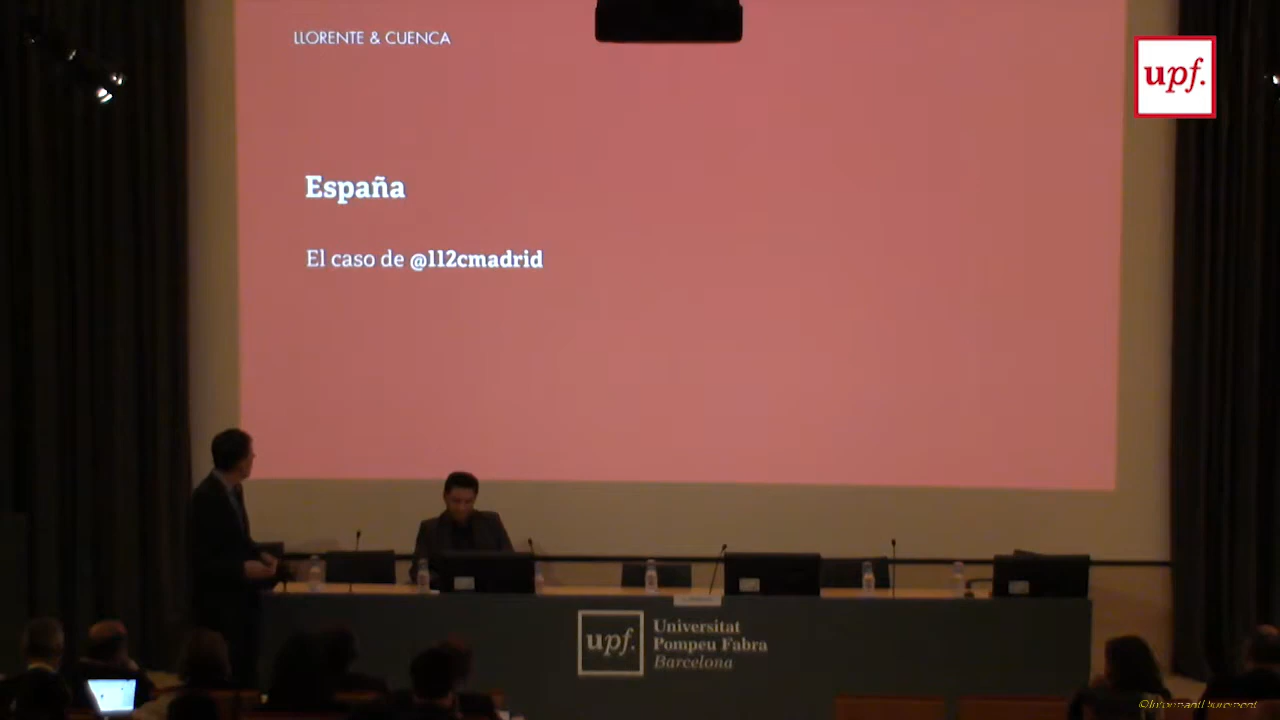 LLORENTE & CUENCA
upf.
España
El caso de @112cmadrid
upf.
Universitat
Pompeu Fabra
Barcelona